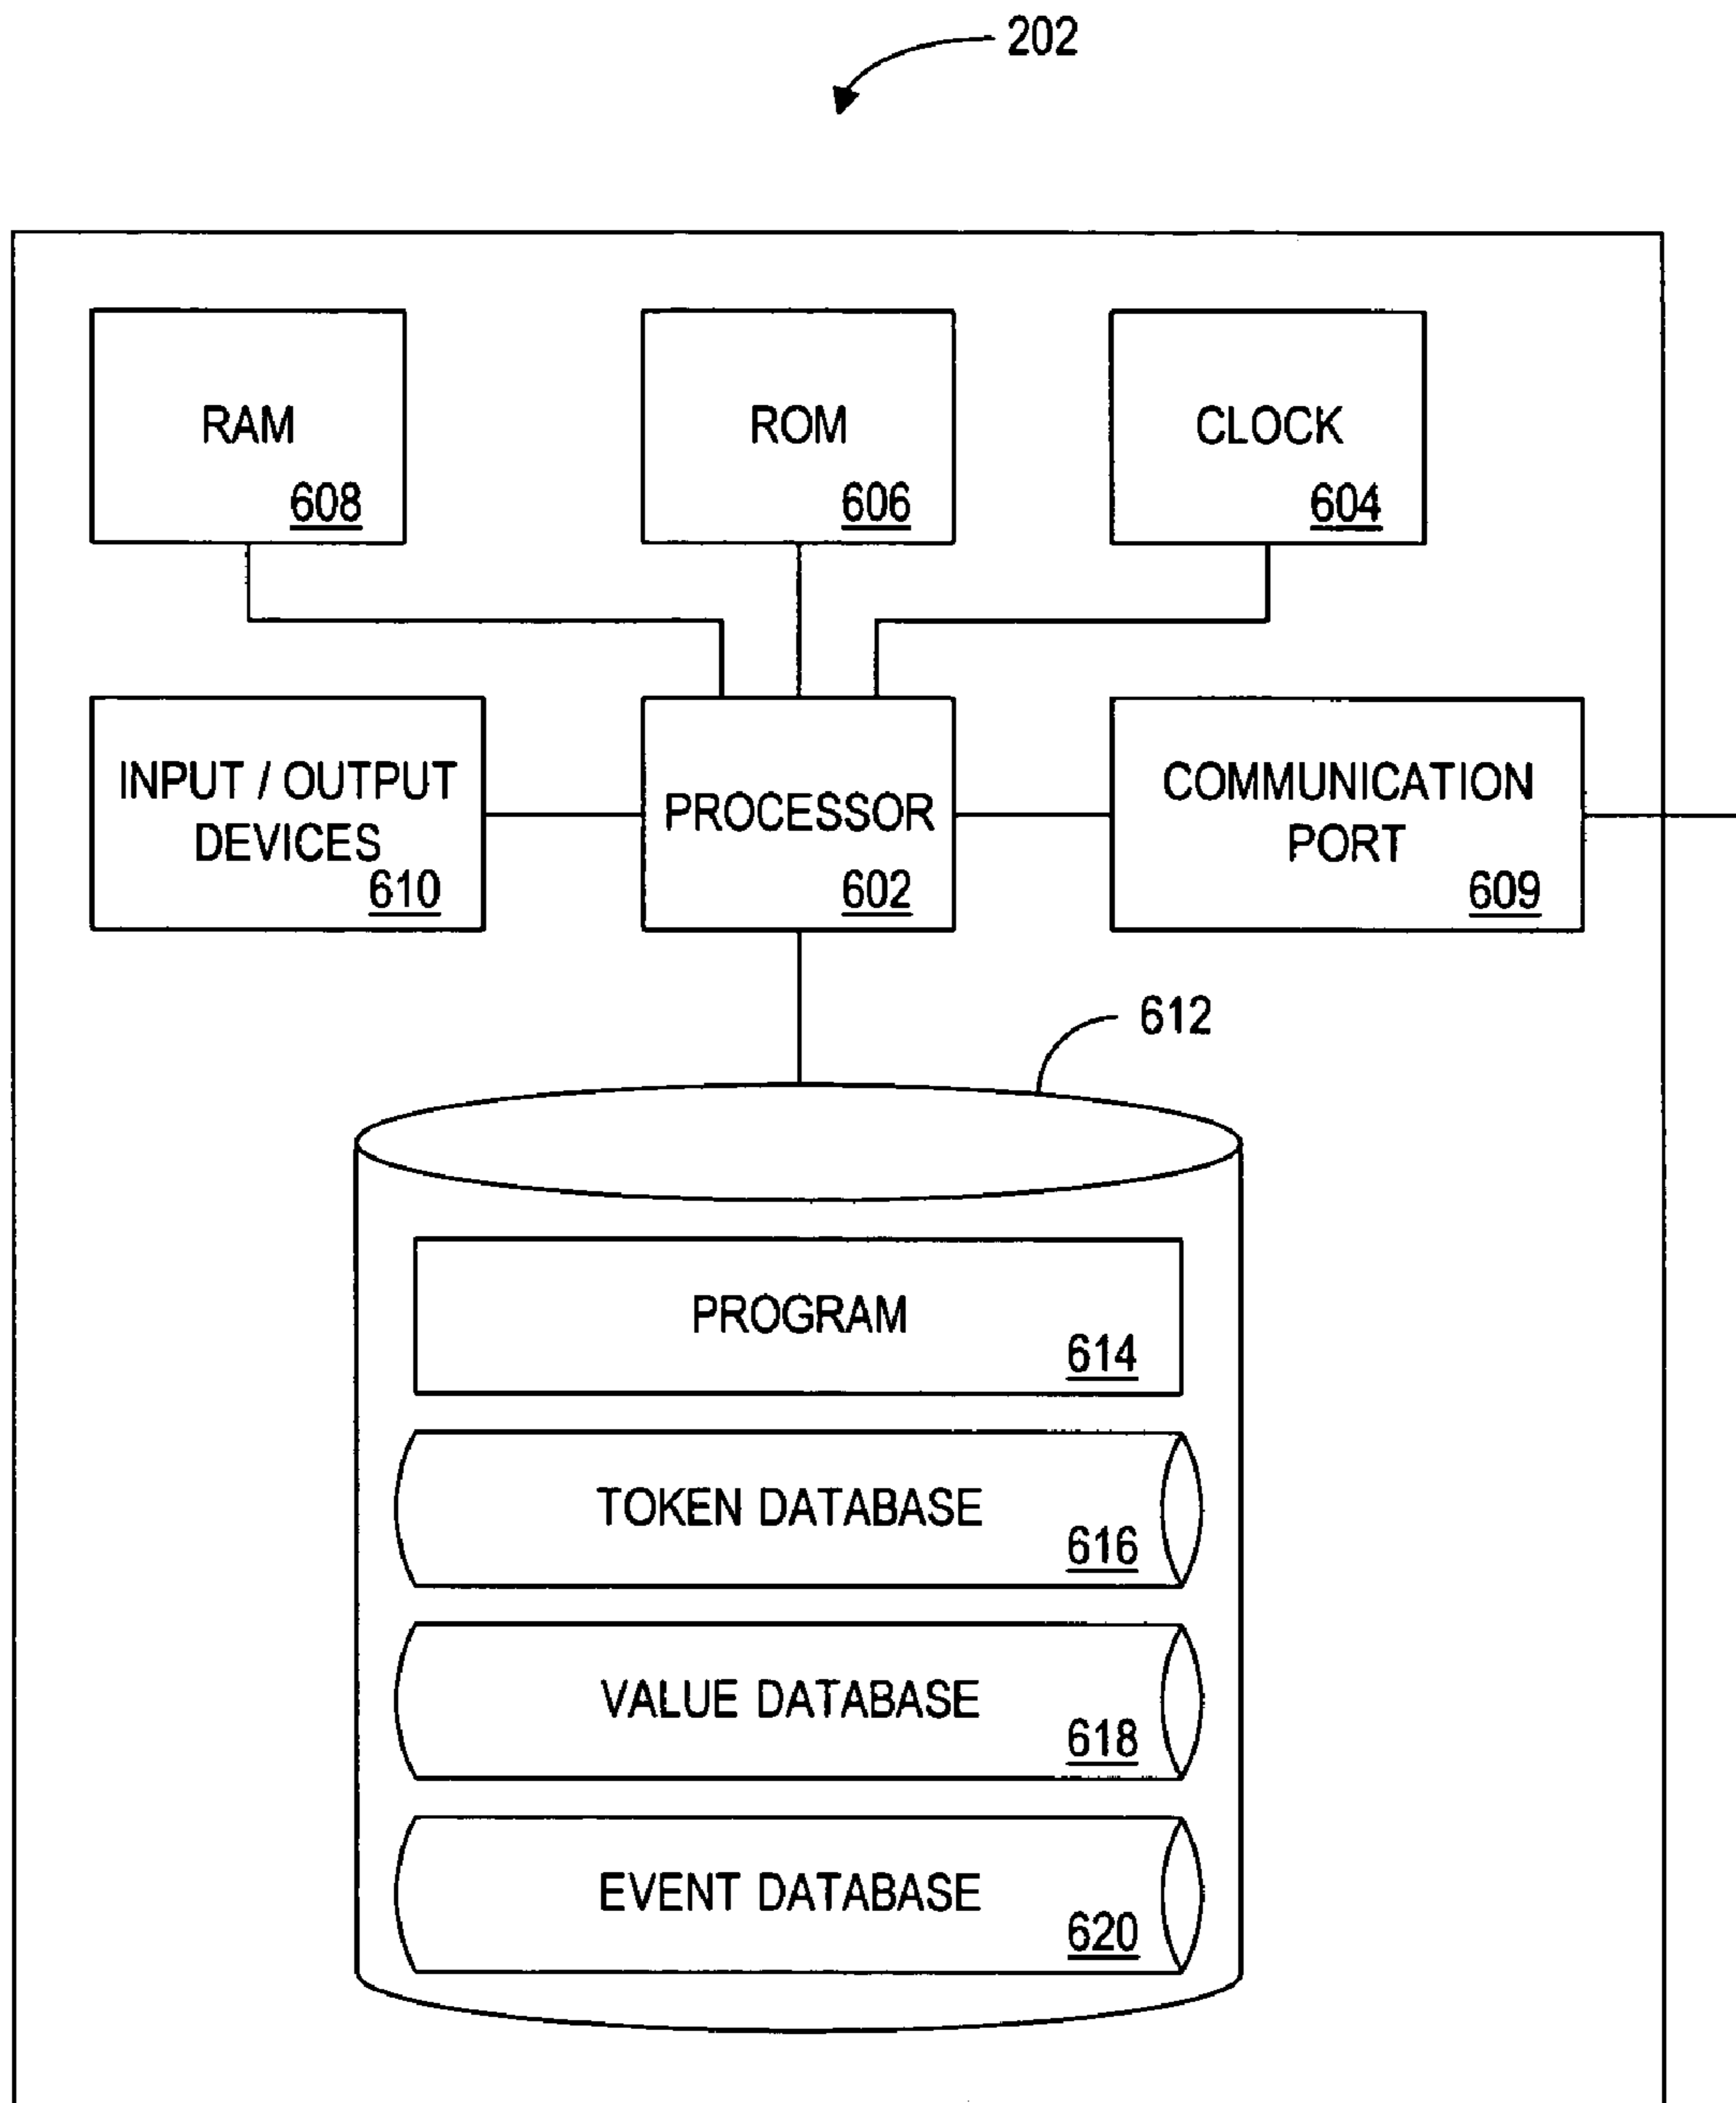 202
RAM
608
ROM
606
CLOCK
604
INPUT / OUTPUT
DEVICES
610
PROCESSOR
602
COMMUNICATION
PORT
609
612
PROGRAM
614
TOKEN DATABASE
616
VALUE DATABASE
618
EVENT DATABASE
620